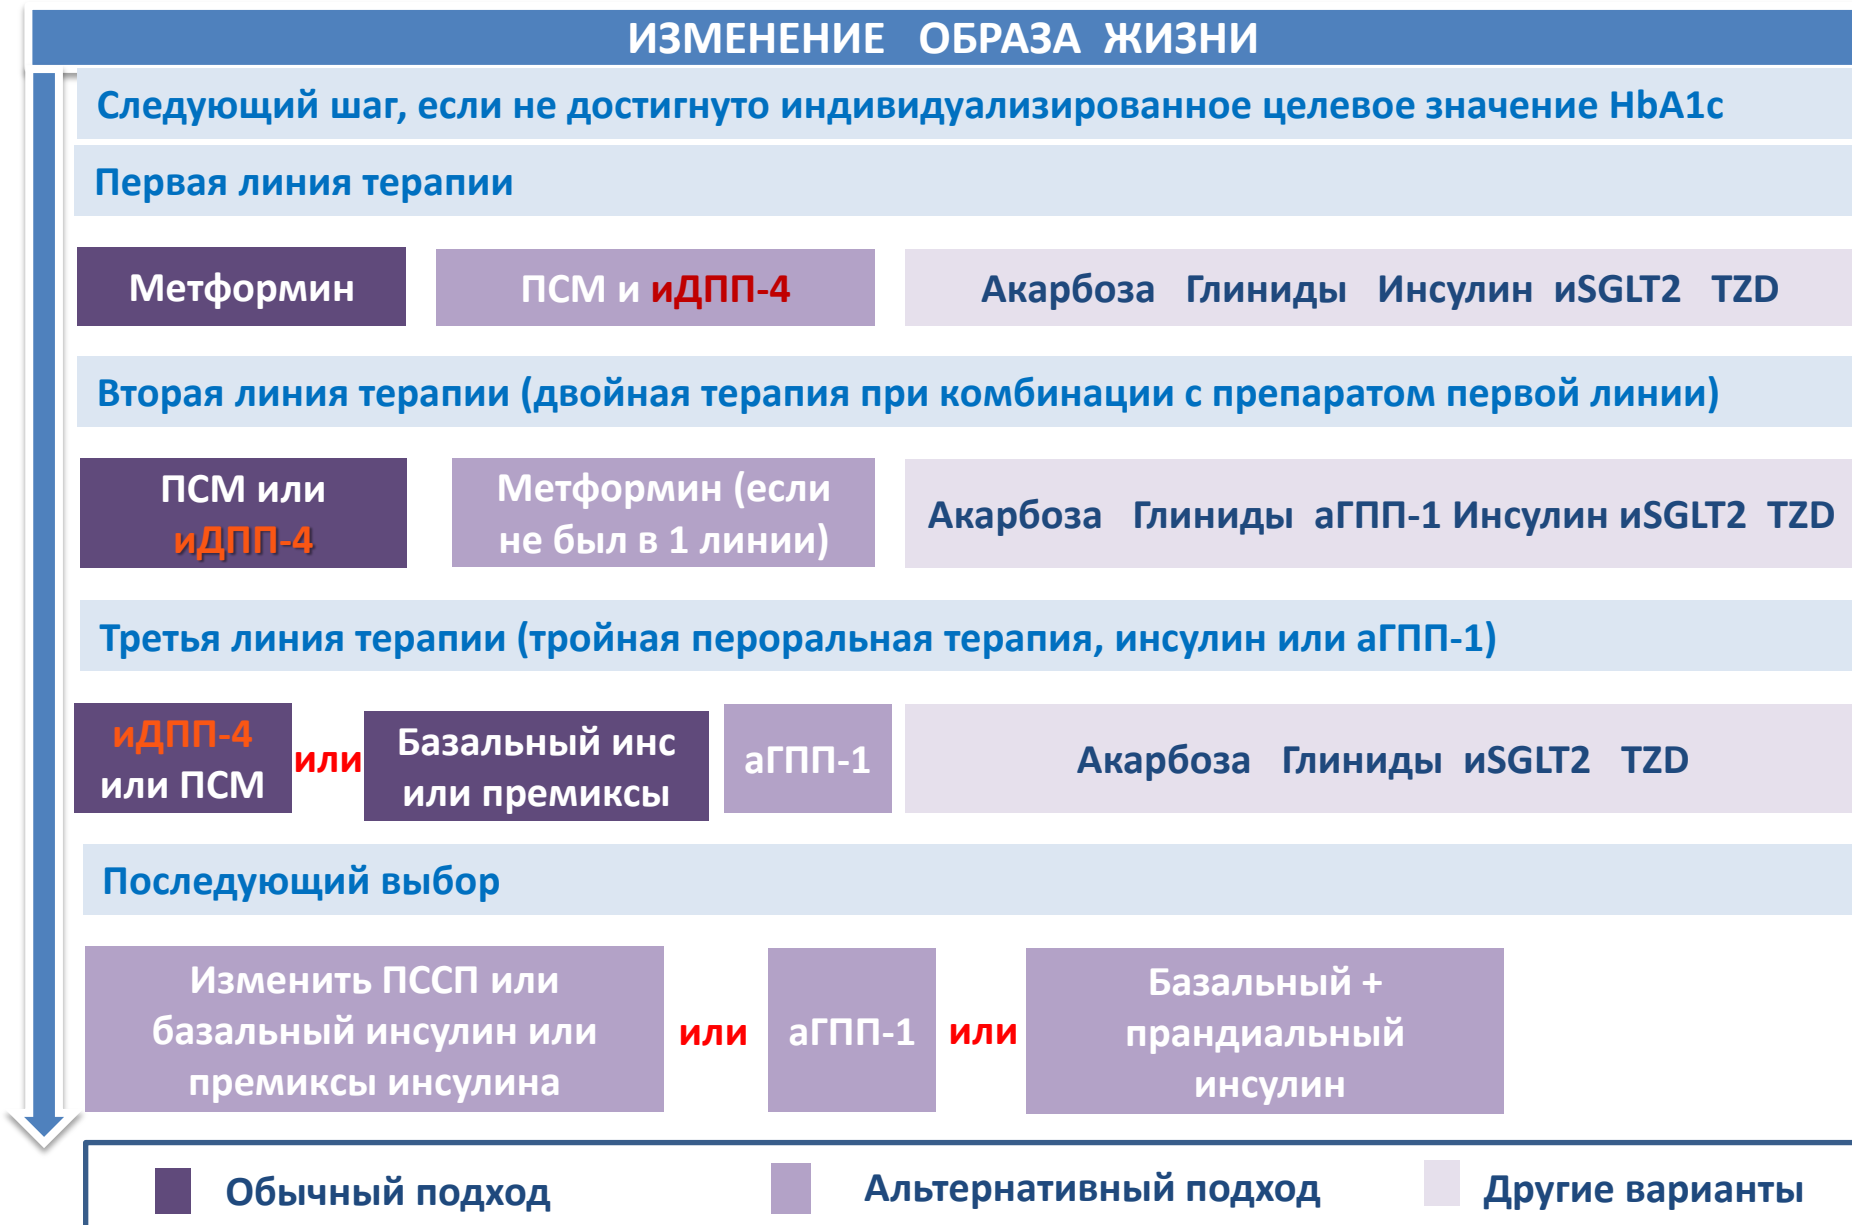 ИЗМЕНЕНИЕ ОБРАЗА ЖИЗНИ
Следующий шаг, если не достигнуто индивидуализированное целевое значение HbA1c
Первая линия терапии
Метформин
ПСМ и иДПП-4
Акарбоза Глиниды Инсулин иSGLT2 TZD
Вторая линия терапии (двойная терапия при комбинации с препаратом первой линии)
ПСМ или
иДПП-4
Метформин (если
не был в 1 линии)
Акарбоза Глиниды аГПП-1 Инсулин иSGLT2 TZD
Третья линия терапии (тройная пероральная терапия, инсулин или аГПП-1)
иДПП-4
или ПСМ
или
Базальный инс
или премиксы
аГПП-1
Акарбоза Глиниды иSGLT2 TZD
Последующий выбор
Изменить ПССП или
базальный инсулин или
премиксы инсулина
или
аГПП-1
или
Базальный +
прандиальный
инсулин
Обычный подход
Альтернативный подход
Другие варианты